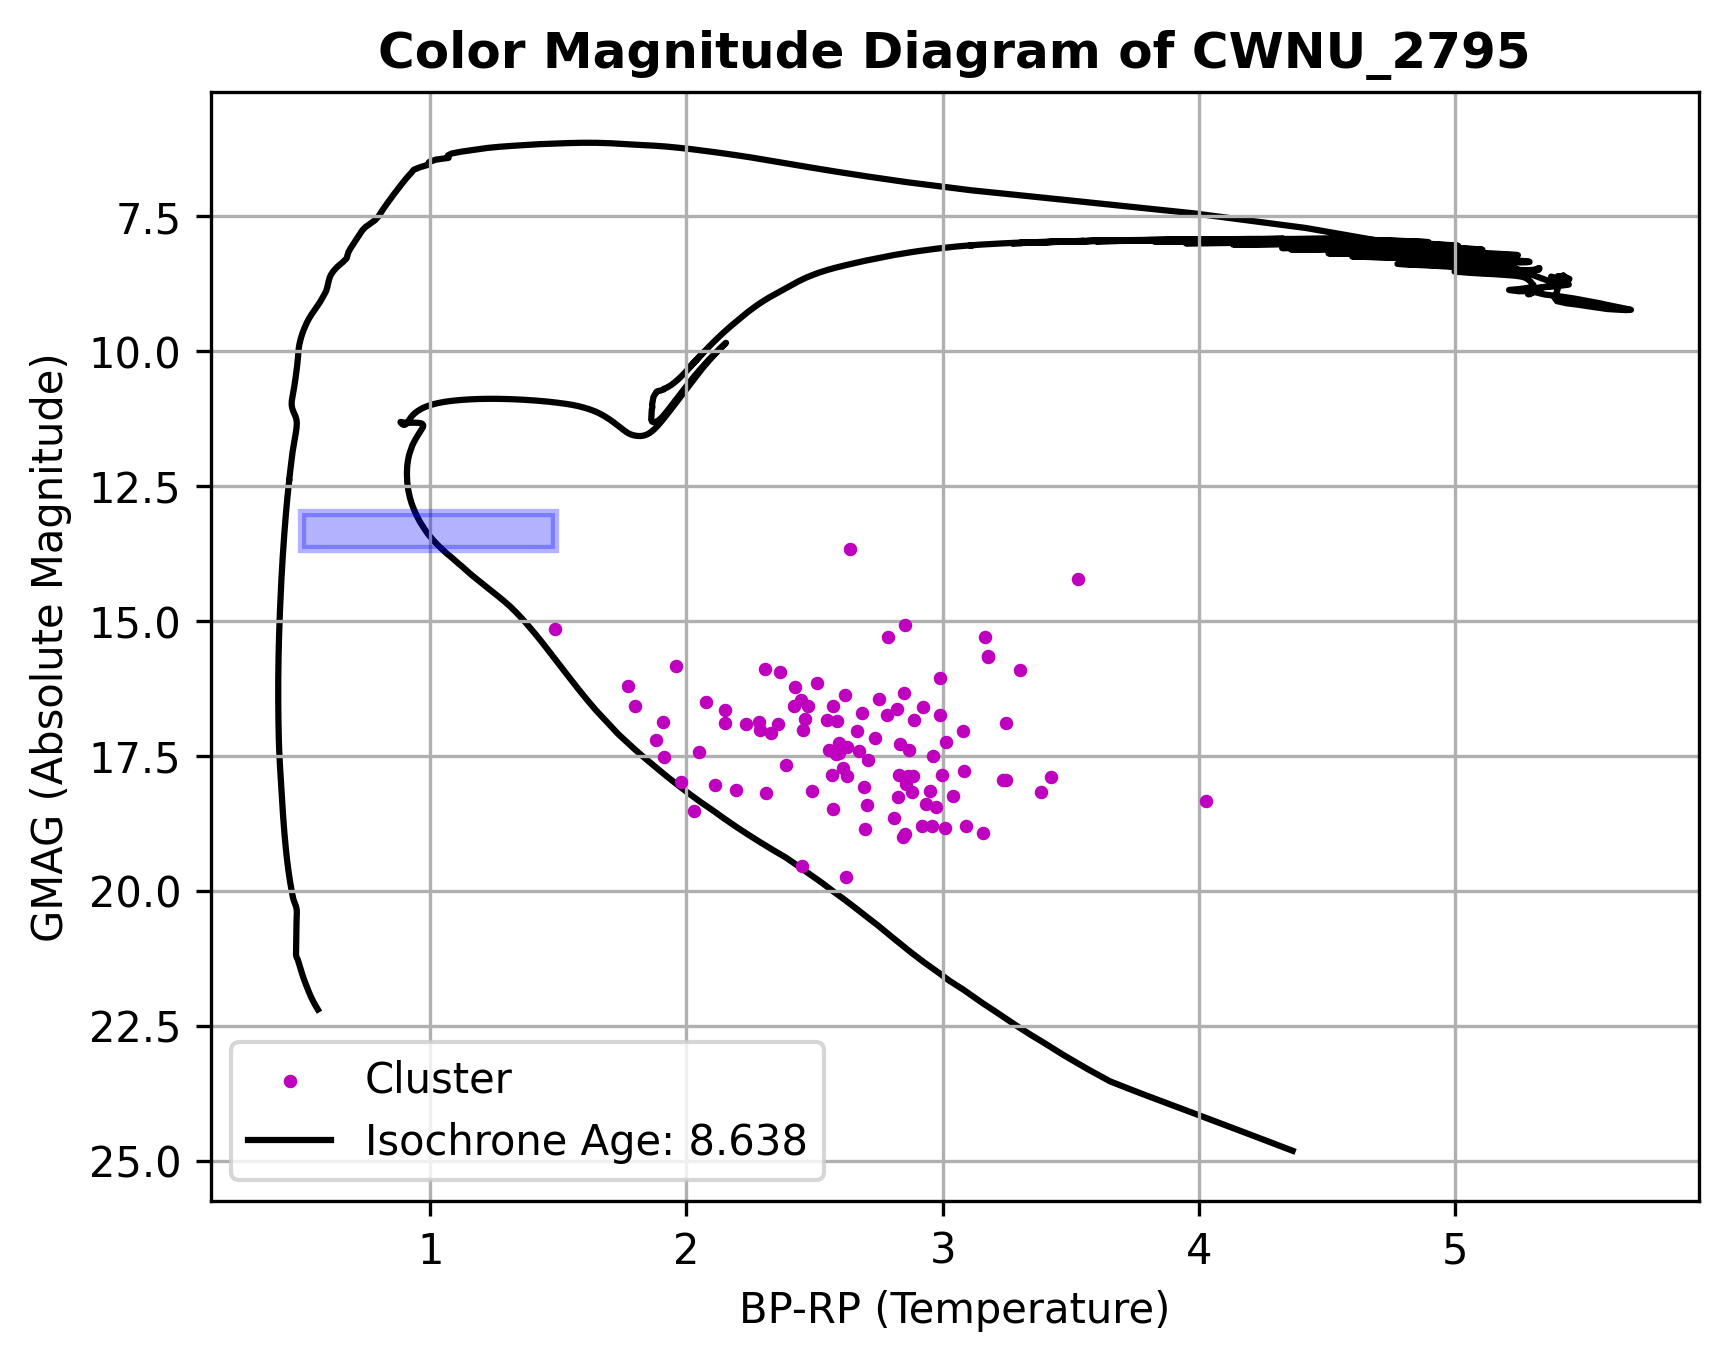 Color Magnitude Diagram of CWNU_2795
GMAG (Absolute Magnitude)
7.5
10.0
12.5
15.0
17.5
20.0
22.5
25.0
Cluster
Isochrone Age: 8.638
1
2
3
4
5
BP-RP (Temperature)